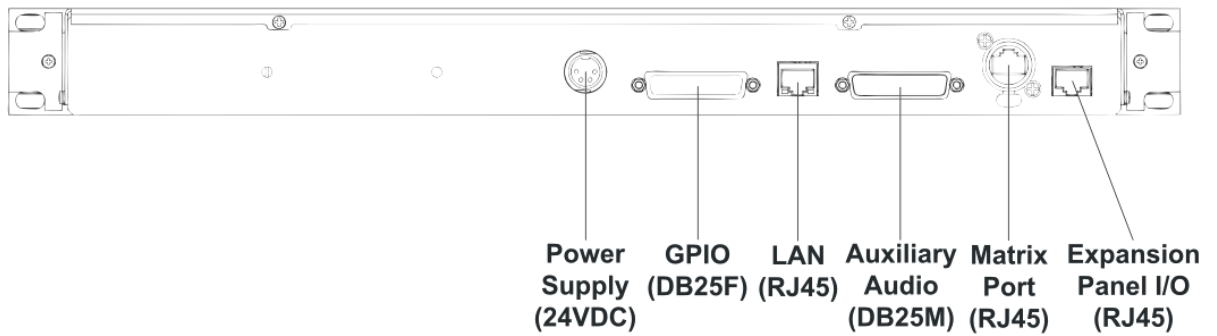 Power Supply (24VDC)
GPIO (DB25F)
LAN (RJ45)
Auxiliary Audio (DB25M)
Matrix Port (RJ45)
Expansion Panel I/O (RJ45)